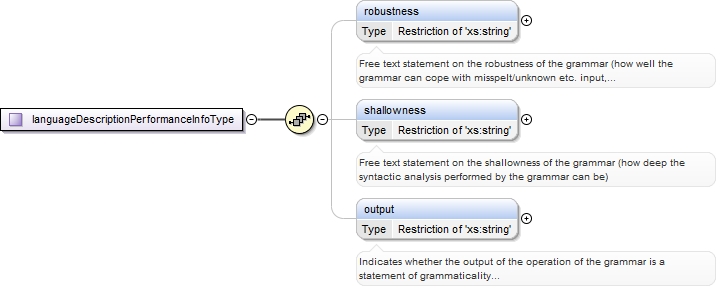 robustness
Type Restriction of 'xs:string'
Free text statement on the robustness of the grammar (how well the
grammar can cope with misspelt/unknown etc. input,...
languageDescriptionPerformanceInfoType
shallowness
Type Restriction of 'xs:string'
Free text statement on the shallowness of the grammar (how deep the
syntactic analysis performed by the grammar can be)
output
Type Restriction of 'xs:string'
Indicates whether the output of the operation of the grammar is a
statement of grammaticality...